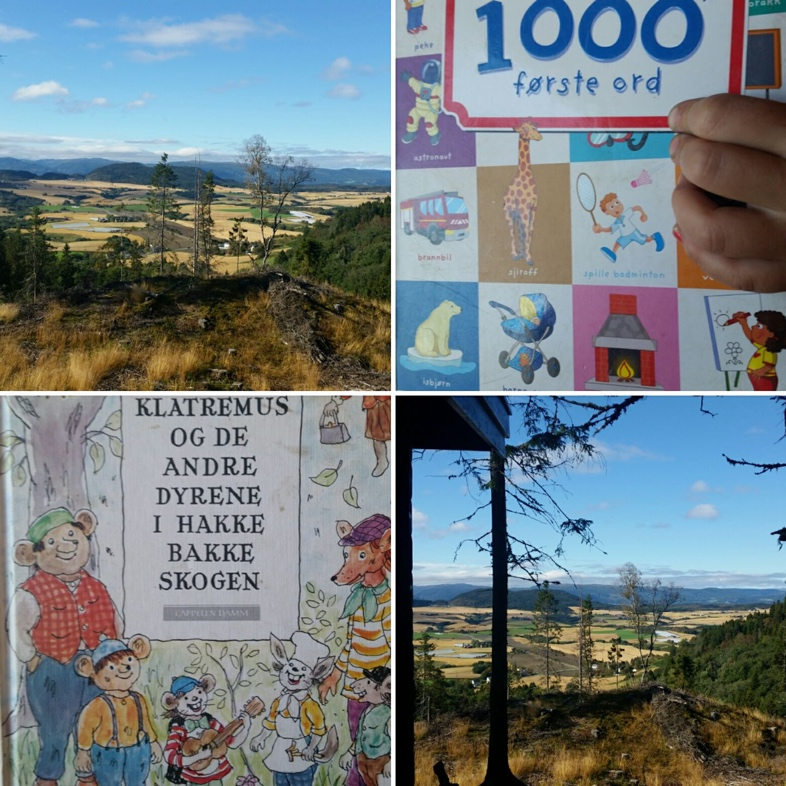 1000
første ord
peke
astronaut
brannbil
sjiraff
spille badminton
isbjørn
KLATREMUS
OG DE
ANDRE
DYRENE
I HAKKE
BAKKE
SKOGEN
CAPPELEN DAMM